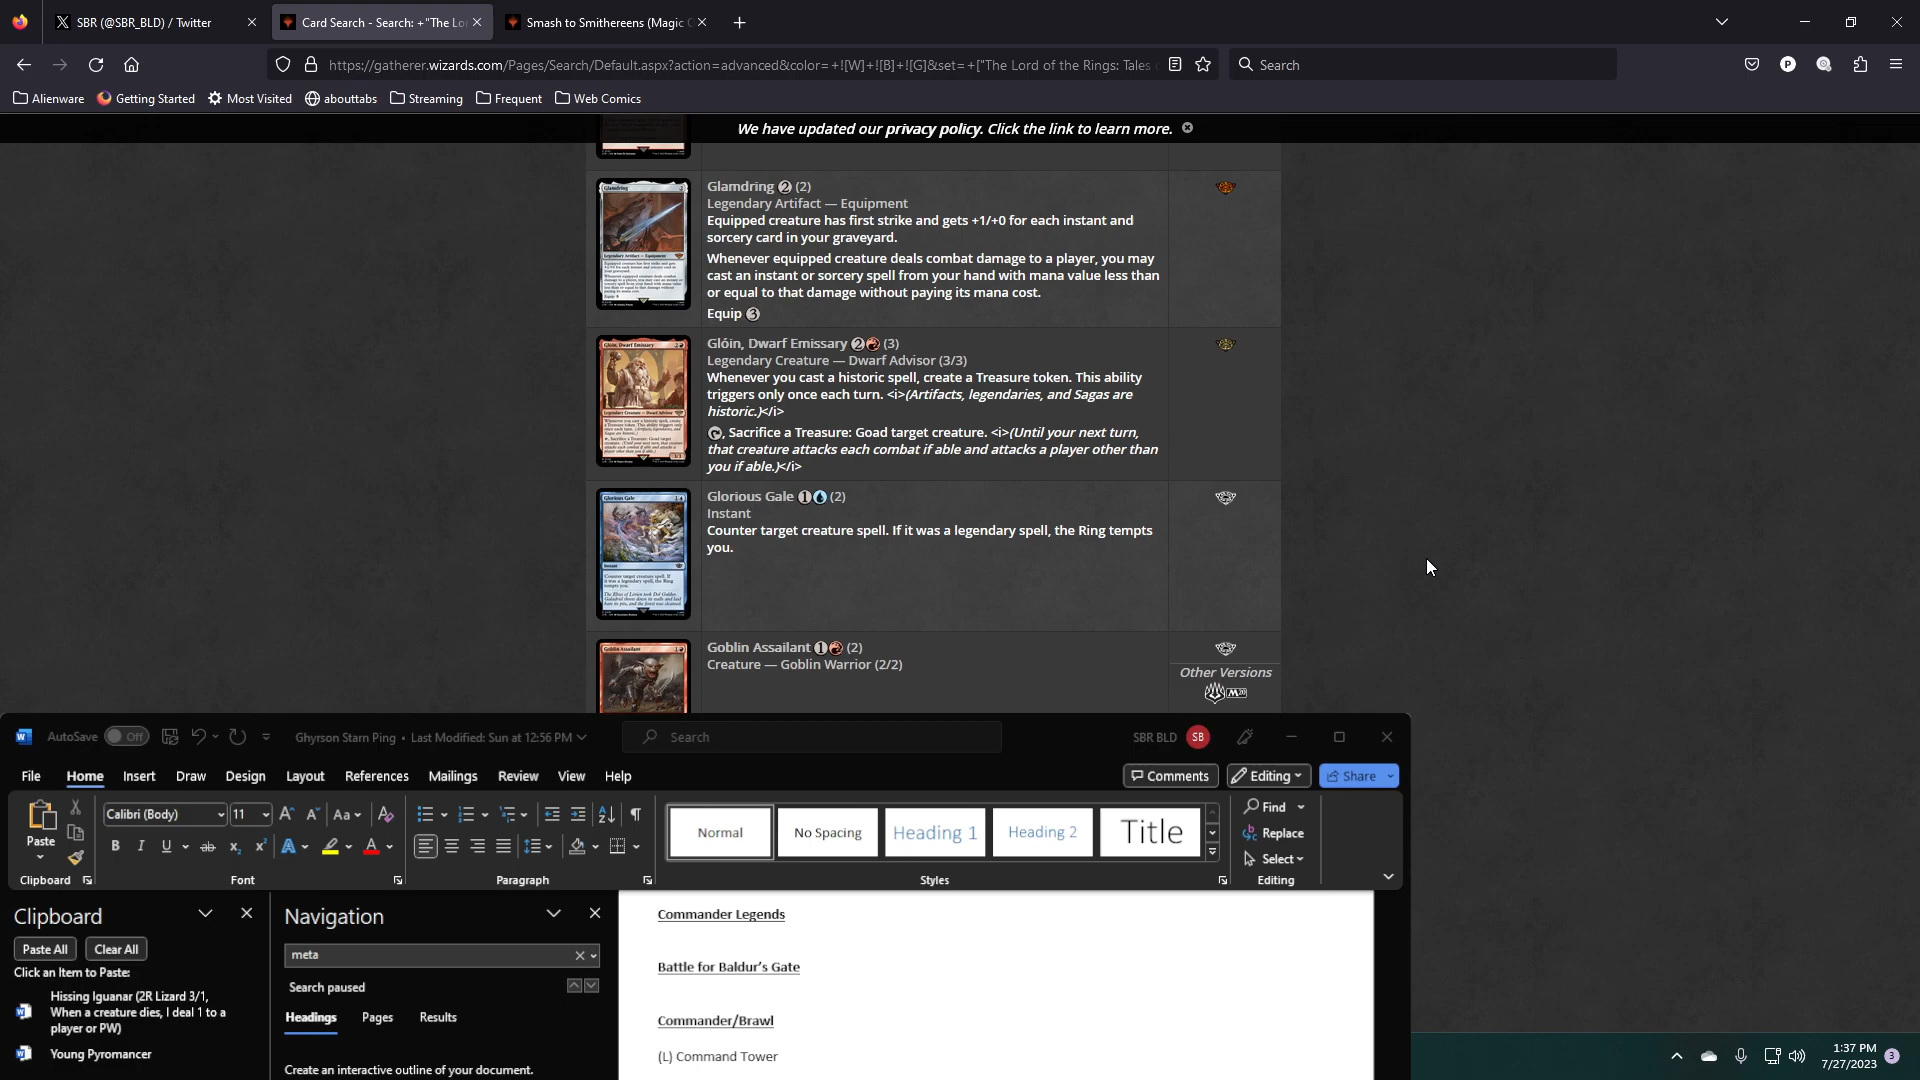 SBR (@SBR_BLD) / Twitter
Card Search - Search: +"The Lo
Smash to Smithereens (Magic C
https://gatherer.wizards.com/Pages/Search/Default.aspx?action=advanced&color=+![W]+![B]+![G]&set=+["The Lord of the Rings: Tales
Search
Alienware Getting Started Most Visited abouttabs Streaming Frequent Web Comics
We have updated our privacy policy. Click the link to learn more.
Glamdring 2 (2)
Legendary Artifact — Equipment
Equipped creature has first strike and gets +1/+0 for each instant and
sorcery card in your graveyard.
Whenever equipped creature deals combat damage to a player, you may
cast an instant or sorcery spell from your hand with mana value less than
or equal to that damage without paying its mana cost.
Equip 3
Glóin, Dwarf Emissary 2 (3)
Legendary Creature — Dwarf Advisor (3/3)
Whenever you cast a historic spell, create a Treasure token. This ability
triggers only once each turn. <i>(Artifacts, legendaries, and Sagas are
historic.)</i>
, Sacrifice a Treasure: Goad target creature. <i>(Until your next turn,
that creature attacks each combat if able and attacks a player other than
you if able.)</i>
Glorious Gale 1 (2)
Instant
Counter target creature spell. If it was a legendary spell, the Ring tempts
you.
Goblin Assailant 1 (2)
Creature — Goblin Warrior (2/2)
Other Versions
M20
AutoSave Off
Ghyrson Starn Ping • Last Modified: Sun at 12:56 PM
Search
SBR BLD SB
File Home Insert Draw Design Layout References Mailings Review View Help
Comments Editing Share
Paste
Clipboard
Calibri (Body) 11
Font
Paragraph
Normal No Spacing Heading 1 Heading 2 Title
Styles
Find
Replace
Select
Editing
Clipboard
Paste All Clear All
Click an Item to Paste:
Hissing Iguanar (2R Lizard 3/1,
When a creature dies, I deal 1 to a
player or PW)
Young Pyromancer
Navigation
meta
Search paused
Headings Pages Results
Create an interactive outline of your document.
Commander Legends
Battle for Baldur's Gate
Commander/Brawl
(L) Command Tower
1:37 PM
7/27/2023
3